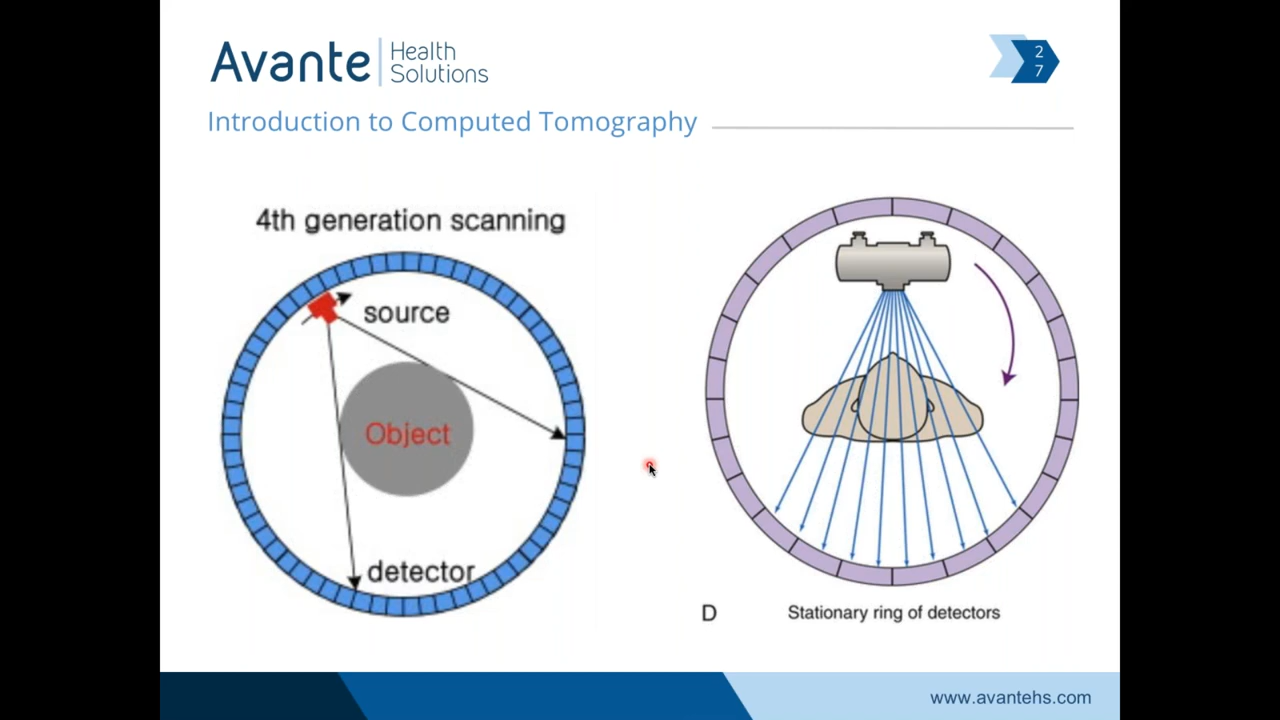 Avante
Health
Solutions
2
7
Introduction to Computed Tomography
4th generation scanning
source
Object
detector
D
Stationary ring of detectors
www.avantehs.com